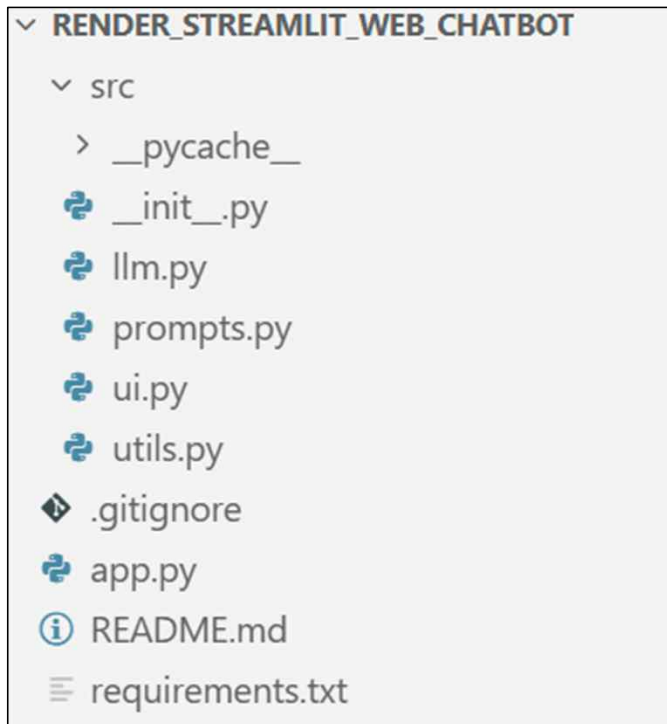 RENDER_STREAMLIT_WEB_CHATBOT
src
__pycache__
__init__.py
llm.py
prompts.py
ui.py
utils.py
.gitignore
app.py
README.md
requirements.txt